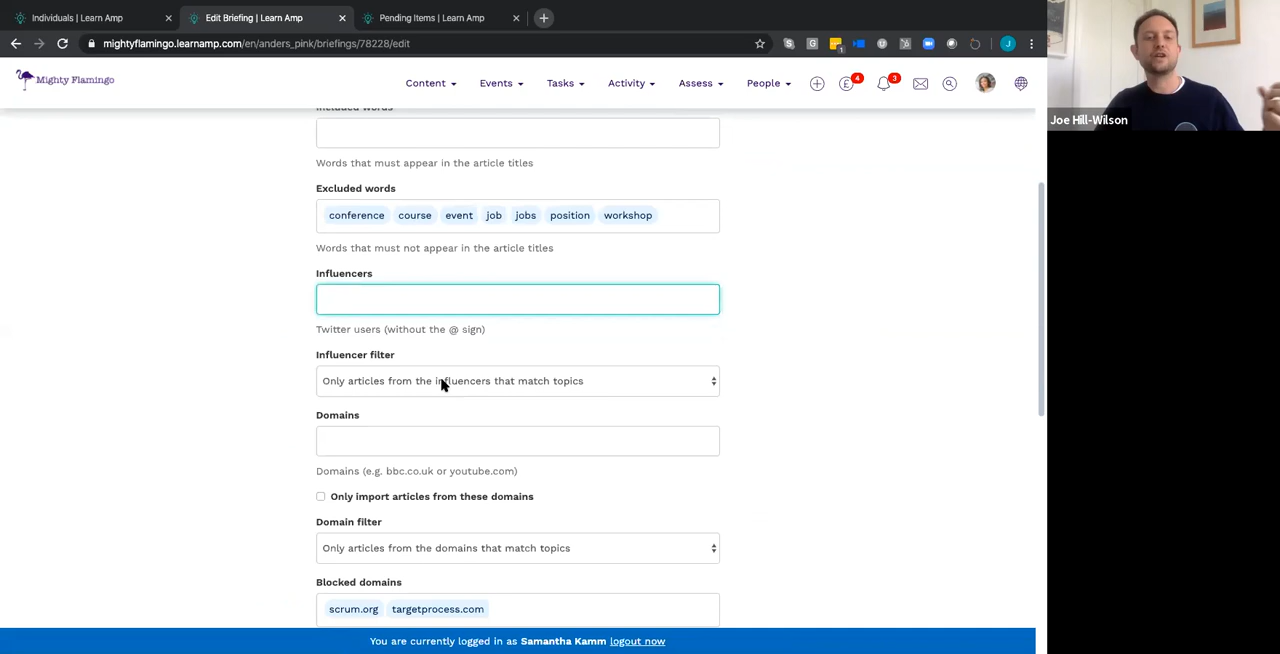 Individuals | Learn Amp
Edit Briefing | Learn Amp
Pending Items | Learn Amp
mightyflamingo.learnamp.com/en/anders_pink/briefings/78228/edit
1
J
Mighty Flamingo
Content
Events
Tasks
Activity
Assess
People
4
3
Joe Hill-Wilson
Included words
Words that must appear in the article titles
Excluded words
conference course event job jobs position workshop
Words that must not appear in the article titles
Influencers
Twitter users (without the @ sign)
Influencer filter
Only articles from the influencers that match topics
Domains
Domains (e.g. bbc.co.uk or youtube.com)
Only import articles from these domains
Domain filter
Only articles from the domains that match topics
Blocked domains
scrum.org targetprocess.com
You are currently logged in as Samantha Kamm logout now